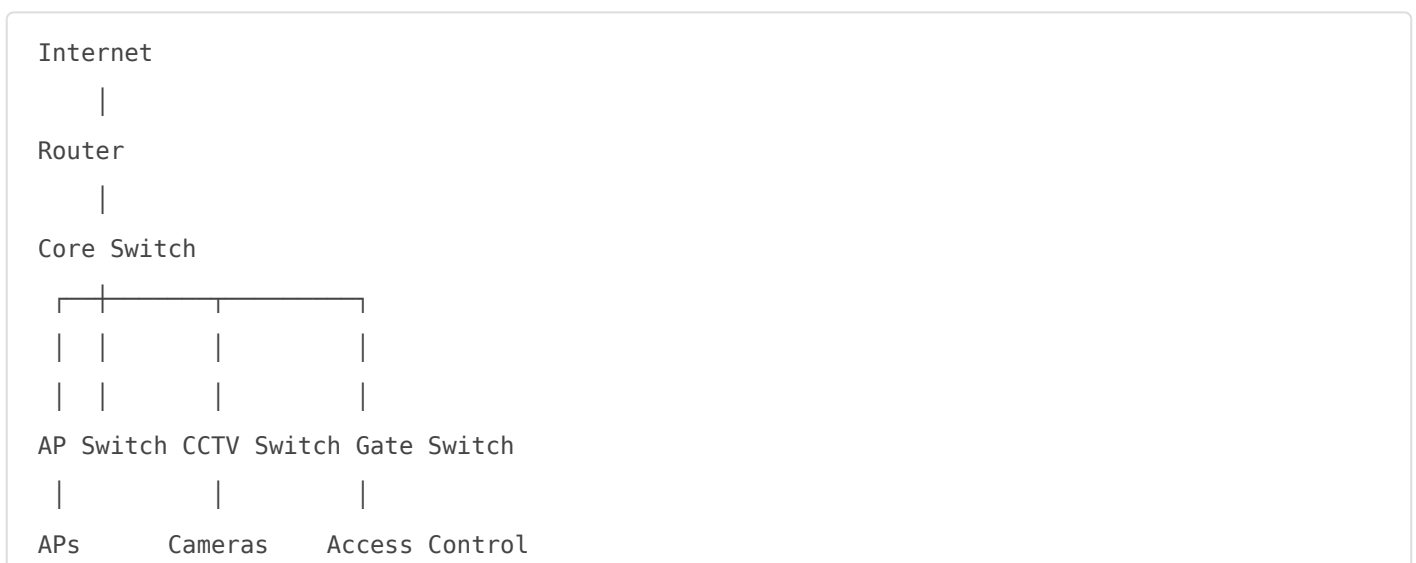 Internet
Router
Core Switch
AP Switch CCTV Switch Gate Switch
APs Cameras Access Control